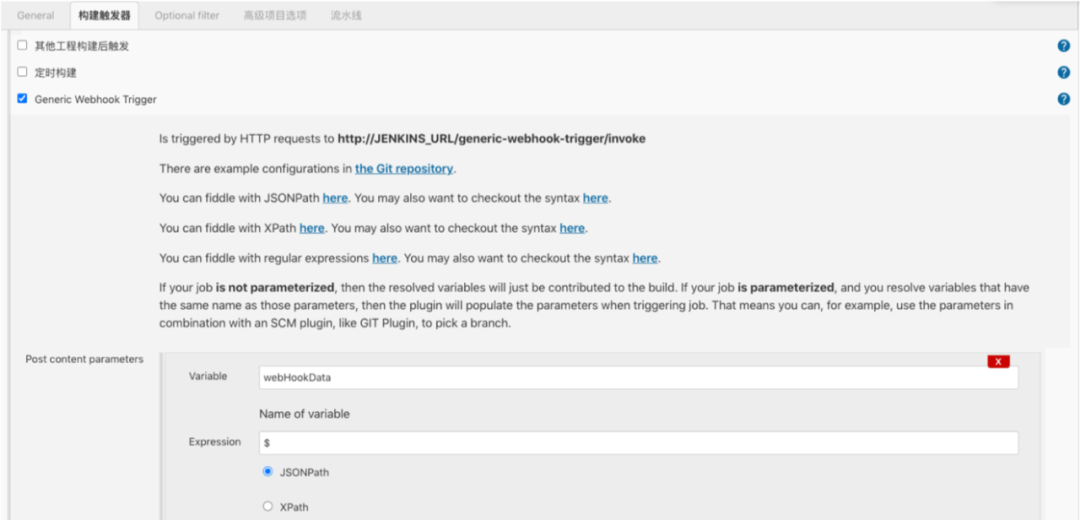 General 构建触发器 Optional filter 高级项目选项 流水线
其他工程构建后触发 ?
定时构建 ?
Generic Webhook Trigger ?
Is triggered by HTTP requests to http://JENKINS_URL/generic-webhook-trigger/invoke
There are example configurations in the Git repository.
You can fiddle with JSONPath here. You may also want to checkout the syntax here.
You can fiddle with XPath here. You may also want to checkout the syntax here.
You can fiddle with regular expressions here. You may also want to checkout the syntax here.
If your job is not parameterized, then the resolved variables will just be contributed to the build. If your job is parameterized, and you resolve variables that have
the same name as those parameters, then the plugin will populate the parameters when triggering job. That means you can, for example, use the parameters in
combination with an SCM plugin, like GIT Plugin, to pick a branch.
Post content parameters
X
Variable webHookData
Name of variable
Expression $
JSONPath
XPath